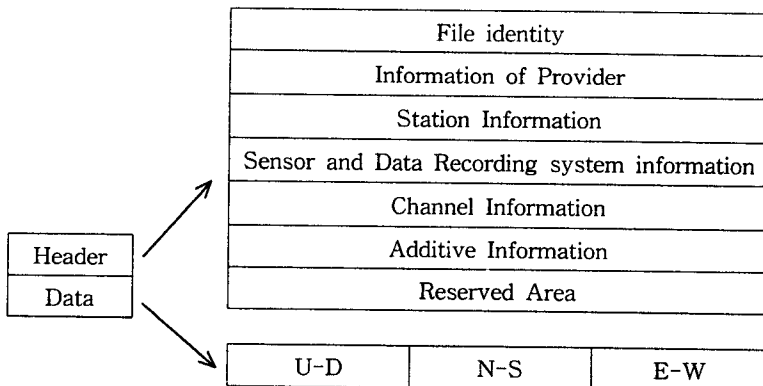 File identity
Information of Provider
Station Information
Sensor and Data Recording system information
Channel Information
Additive Information
Reserved Area
Header
Data
U-D N-S E-W